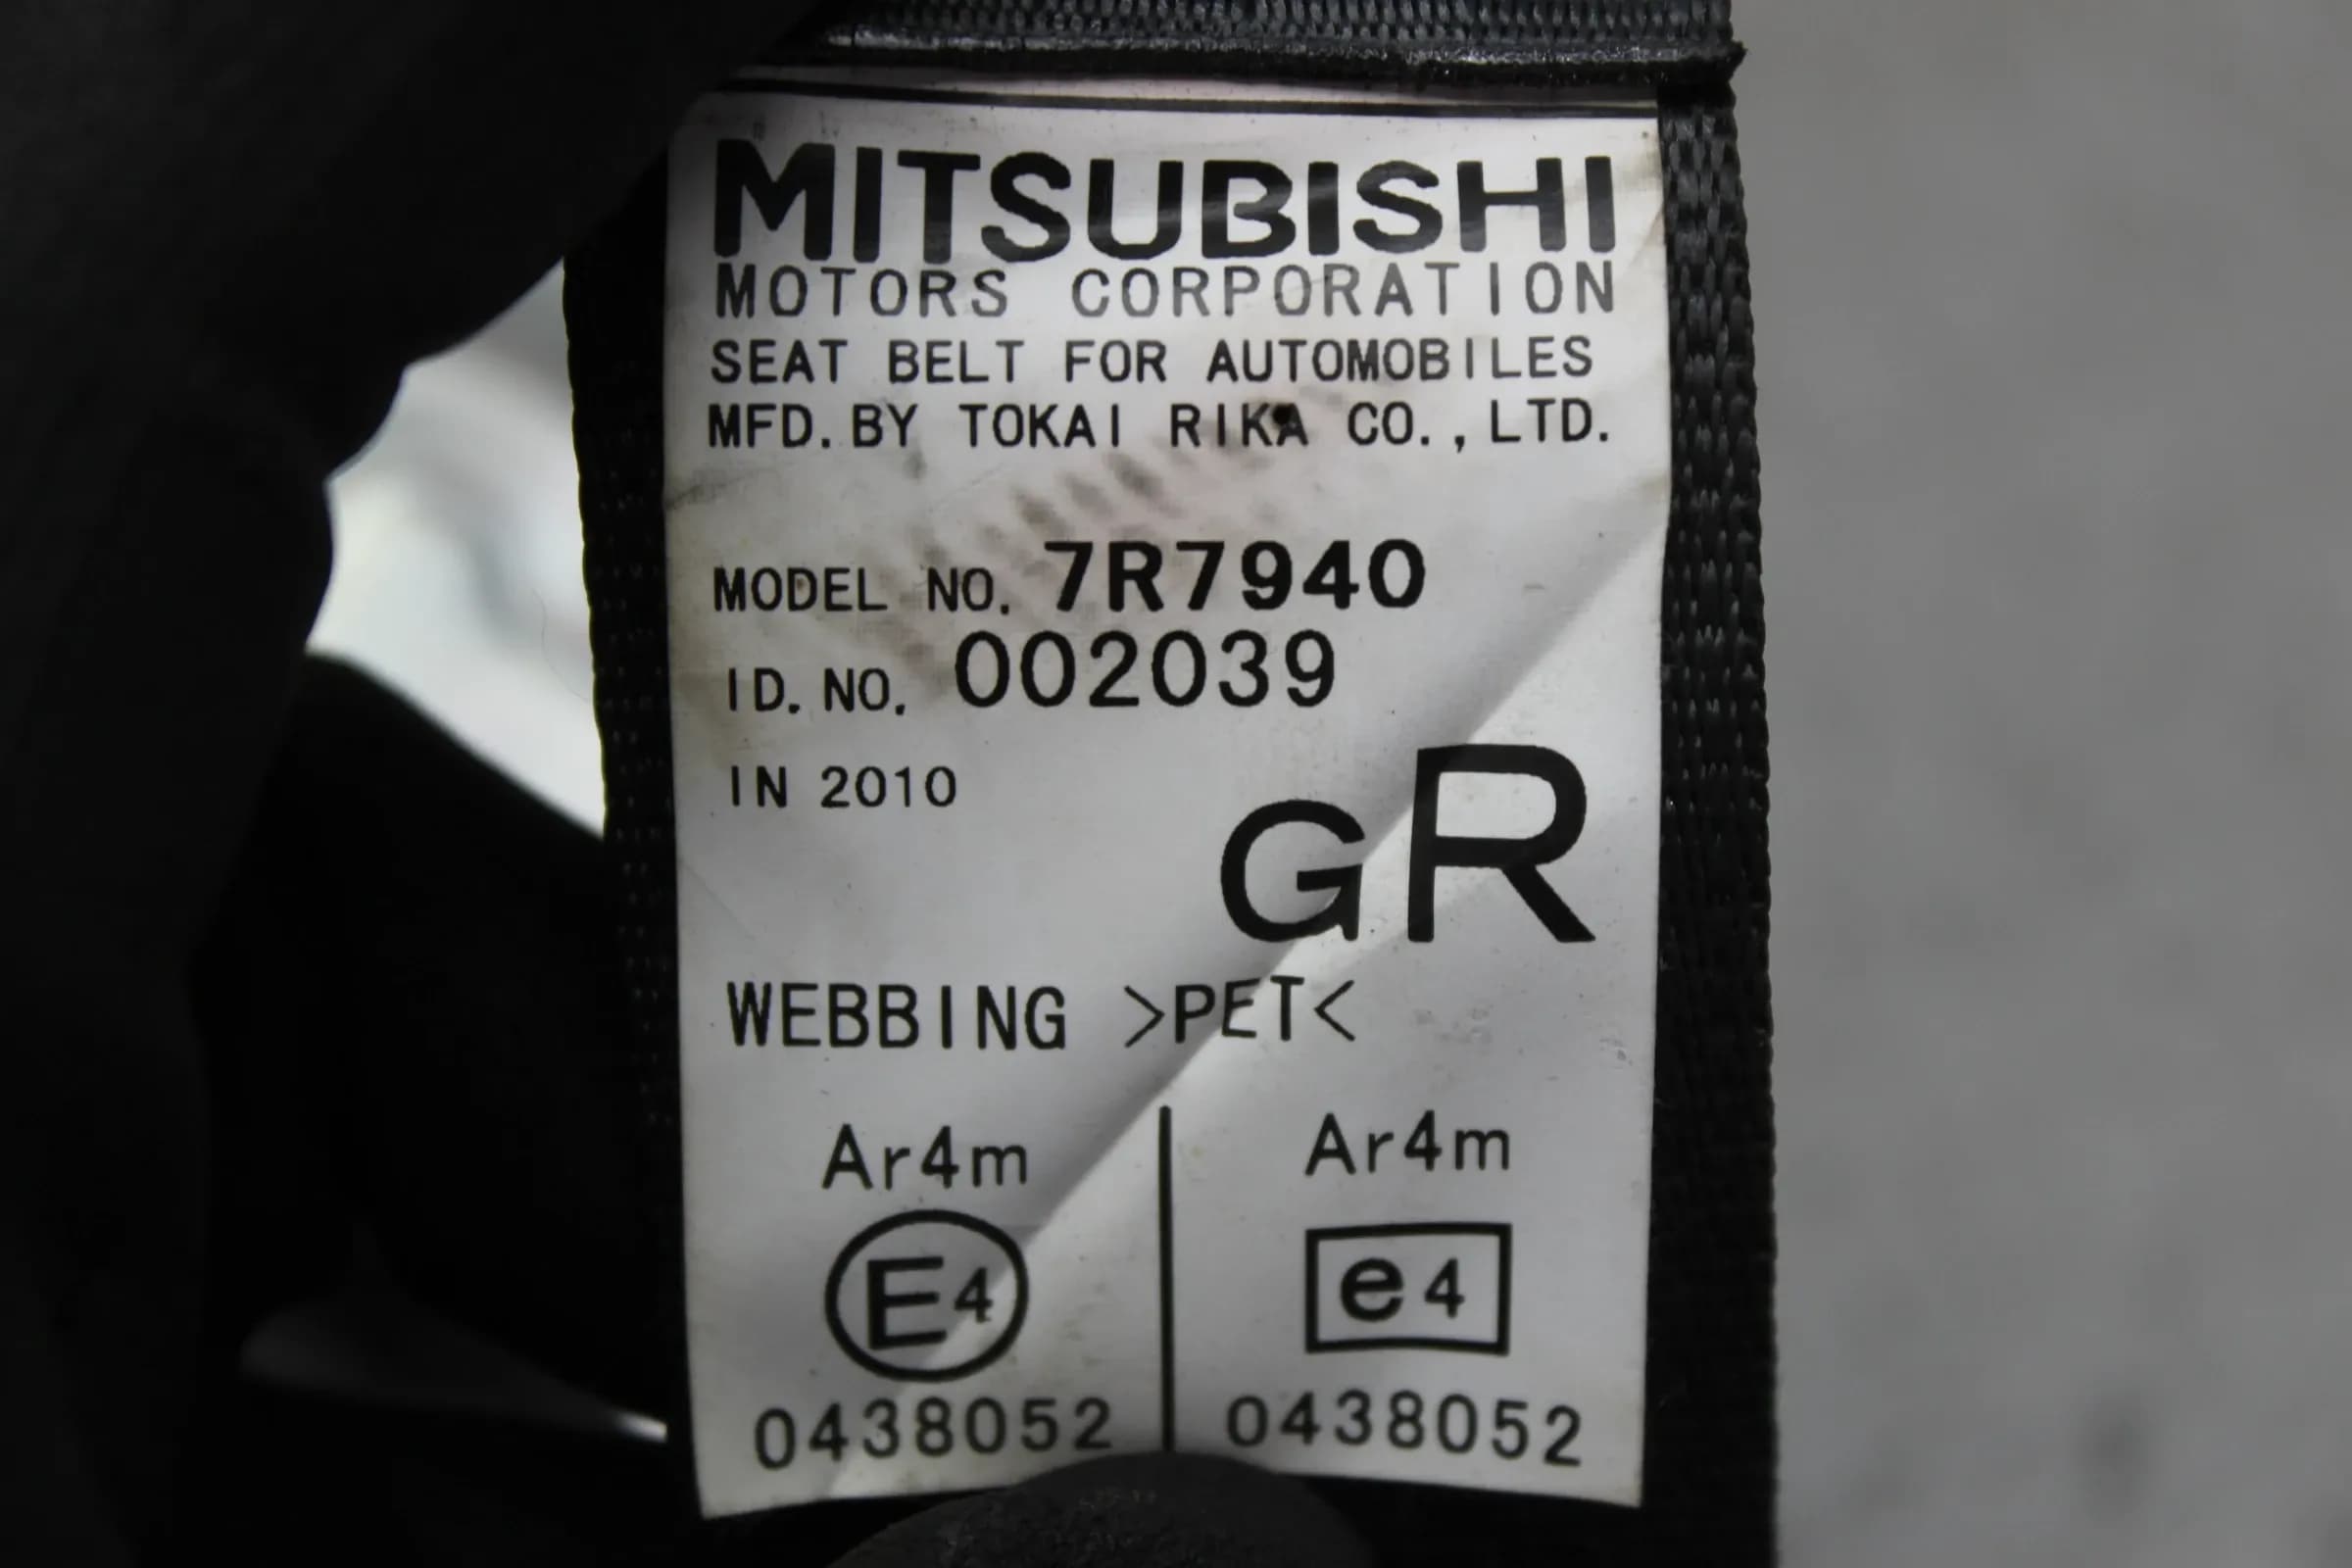 MITSUBISHI
MOTORS CORPORATION
SEAT BELT FOR AUTOMOBILES
MFD. BY TOKAI RIKA CO., LTD.
MODEL NO. 7R7940
ID. NO. 002039
IN 2010
GR
WEBBING >PET<
Ar4m Ar4m
E4 e4
0438052 0438052